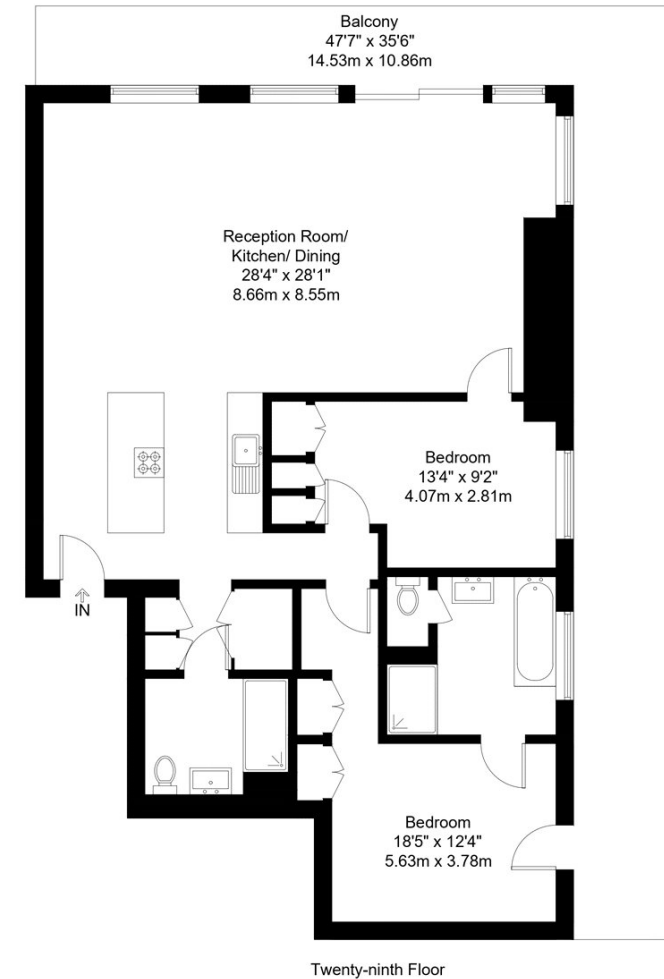 Balcony
47'7" x 35'6"
14.53m x 10.86m
Reception Room/
Kitchen/ Dining
28'4" x 28'1"
8.66m x 8.55m
Bedroom
13'4" x 9'2"
4.07m x 2.81m
IN
Bedroom
18'5" x 12'4"
5.63m x 3.78m
Twenty-ninth Floor